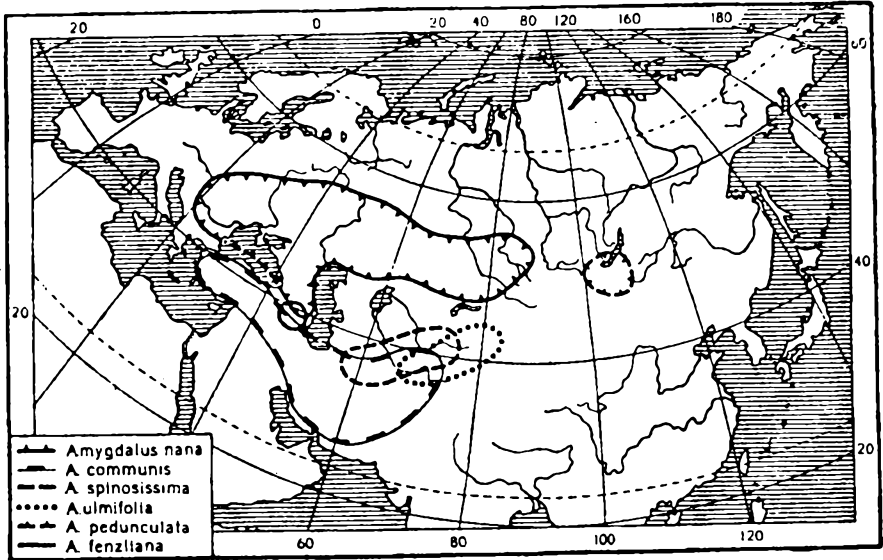 20 0 20 40 80 120 160 180 60
40
20
20
60 80 100 120
Amygdalus nana
A. communis
A. spinosissima
A.ulmifolia
A. pedunculata
A. fenzliana